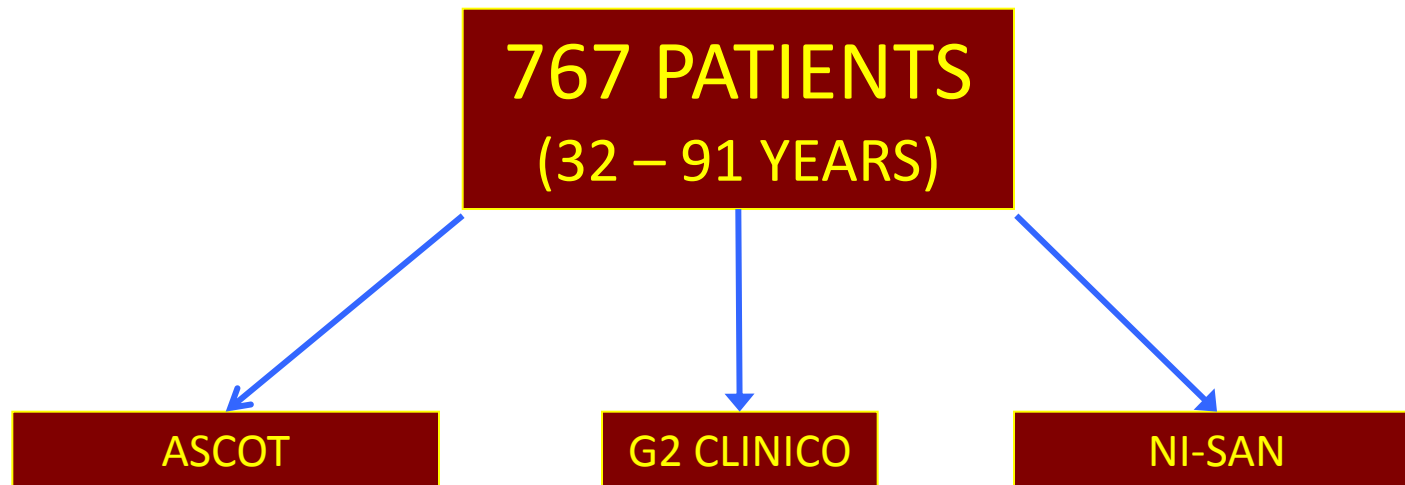 767 PATIENTS
(32 – 91 YEARS)
ASCOT
G2 CLINICO
NI-SAN